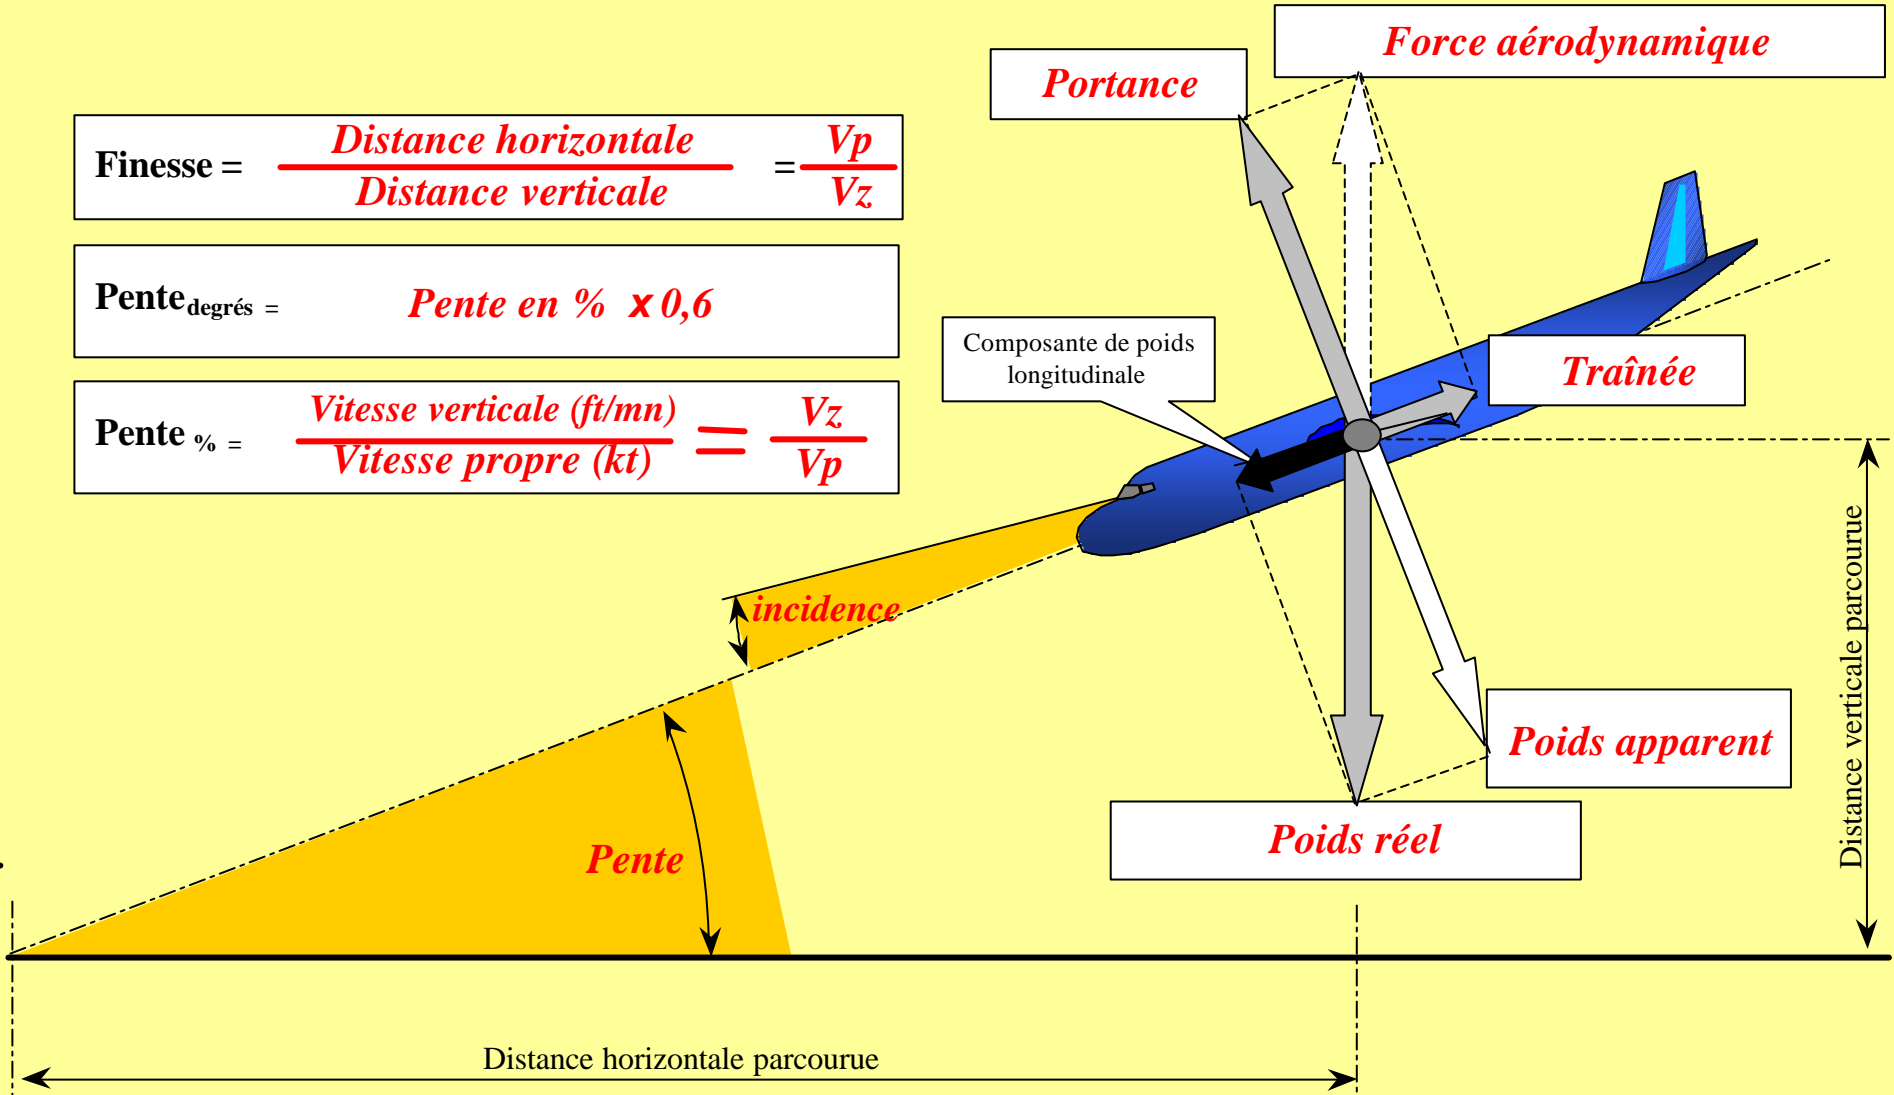 Force aérodynamique
Portance
Finesse = Distance horizontale = Vp
Distance verticale Vz
Pente degrés = Pente en % x 0,6
Composante de poids
longitudinale
Traînée
Pente % = Vitesse verticale (ft/mn) = Vz
Vitesse propre (kt) Vp
incidence
Distance verticale parcourue
Poids apparent
Poids réel
Pente
Distance horizontale parcourue